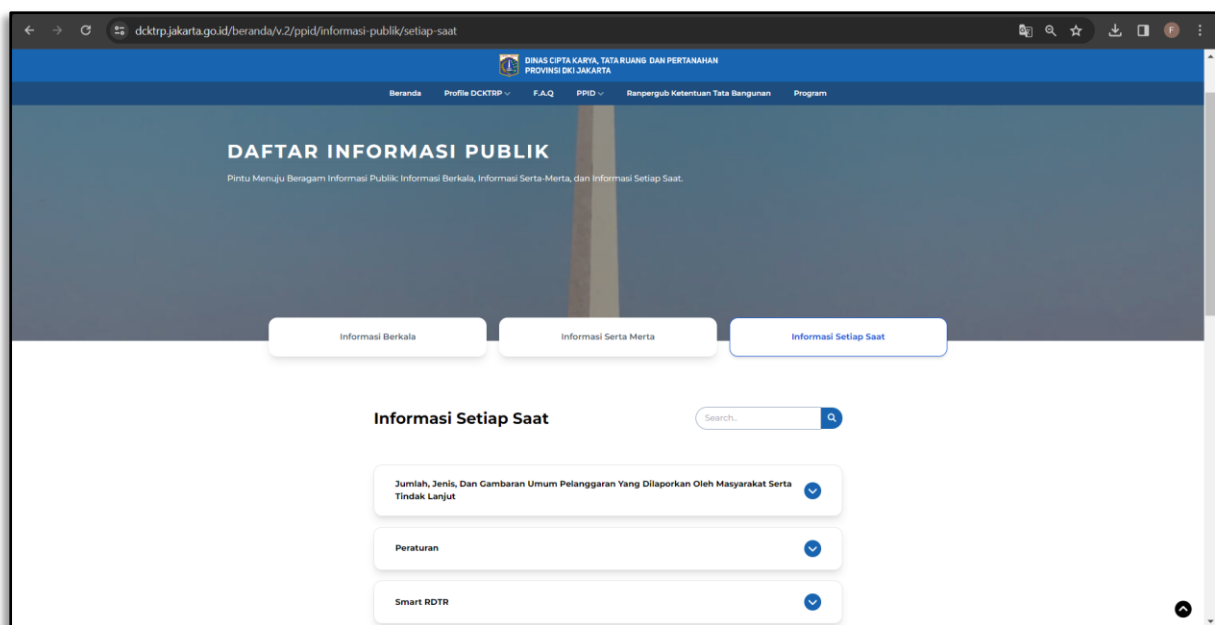 dcktrp.jakarta.go.id/beranda/v.2/ppid/informasi-publik/setiap-saat
F
DINAS CIPTA KARYA, TATA RUANG DAN PERTANAHAN
PROVINSI DKI JAKARTA
Beranda Profile DCKTRP F.A.Q PPID Ranpergub Ketentuan Tata Bangunan Program
DAFTAR INFORMASI PUBLIK
Pintu Menuju Beragam Informasi Publik: Informasi Berkala, Informasi Serta-Merta, dan Informasi Setiap Saat.
Informasi Berkala Informasi Serta Merta Informasi Setiap Saat
Informasi Setiap Saat
Search..
Jumlah, Jenis, Dan Gambaran Umum Pelanggaran Yang Dilaporkan Oleh Masyarakat Serta
Tindak Lanjut
Peraturan
Smart RDTR